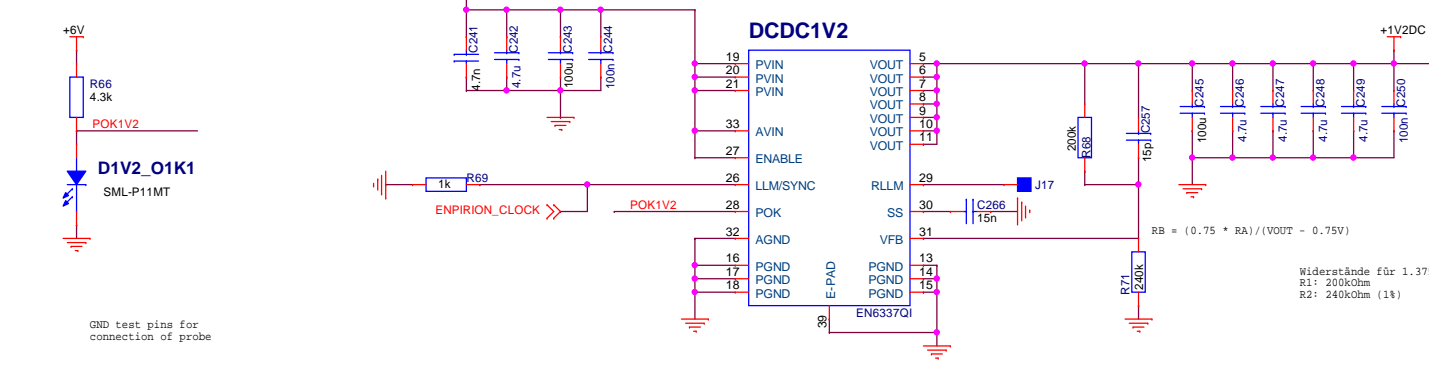 +6V
R66
4.3k
POK1V2
D1V2_O1K1
SML-P11MT
GND test pins for
connection of probe
C241
4.7n
C242
4.7u
C243
100u
C244
100n
1k
R69
ENPIRION_CLOCK
POK1V2
DCDC1V2
19 PVIN
20 PVIN
21 PVIN
33 AVIN
27 ENABLE
26 LLM/SYNC
28 POK
32 AGND
16 PGND
17 PGND
18 PGND
VOUT 5
VOUT 6
VOUT 7
VOUT 8
VOUT 9
VOUT 10
VOUT 11
RLLM 29
SS 30
VFB 31
PGND 13
PGND 14
PGND 15
E-PAD
39
EN6337QI
J17
C266
15n
200k
R68
C257
15p
R71
240k
+1V2DC
C245
100u
C246
4.7u
C247
4.7u
C248
4.7u
C249
4.7u
C250
100n
RB = (0.75 * RA)/(VOUT - 0.75V)
Widerstände für 1.375
R1: 200kOhm
R2: 240kOhm (1%)